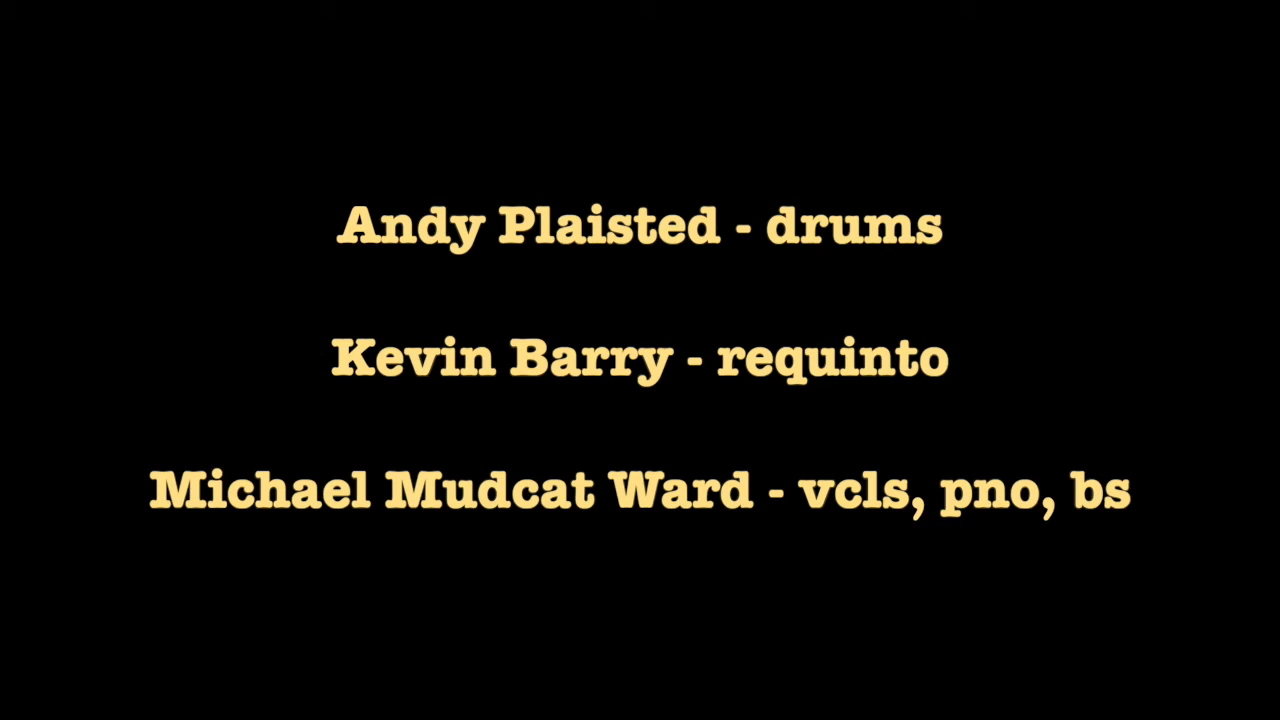 Andy Plaisted - drums
Kevin Barry - requinto
Michael Mudcat Ward - vcls, pno, bs